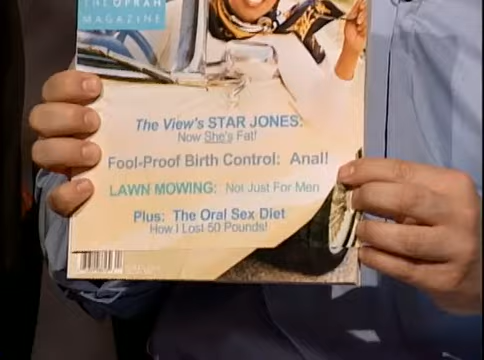 THE OPRAH
MAGAZINE
The View's STAR JONES:
Now She's Fat!
Fool-Proof Birth Control: Anal!
LAWN MOWING: Not Just For Men
Plus: The Oral Sex Diet
How I Lost 50 Pounds!